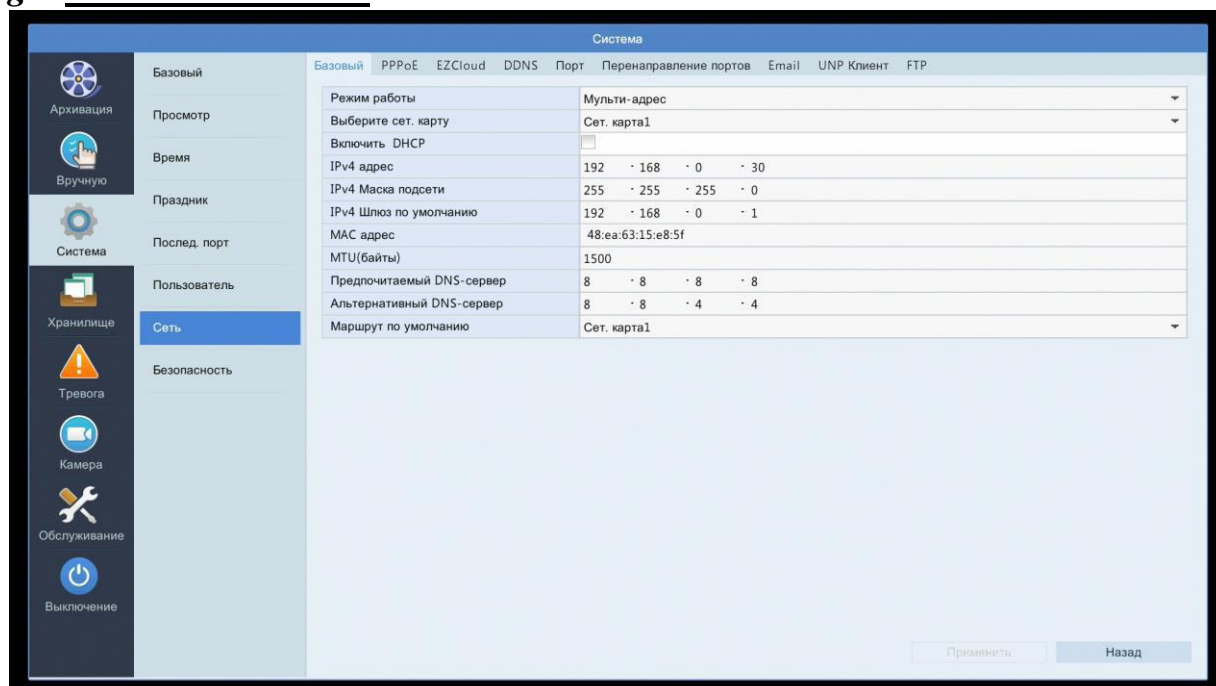 Система
Архивация
Вручную
Система
Хранилище
Тревога
Камера
Обслуживание
Выключение
Базовый
Просмотр
Время
Праздник
Послед. порт
Пользователь
Сеть
Безопасность
Базовый PPPoE EZCloud DDNS Порт Перенаправление портов Email UNP Клиент FTP
Режим работы Мульти-адрес
Выберите сет. карту Сет. карта1
Включить DHCP
IPv4 адрес 192 · 168 · 0 · 30
IPv4 Маска подсети 255 · 255 · 255 · 0
IPv4 Шлюз по умолчанию 192 · 168 · 0 · 1
MAC адрес 48:ea:63:15:e8:5f
MTU(байты) 1500
Предпочитаемый DNS-сервер 8 · 8 · 8 · 8
Альтернативный DNS-сервер 8 · 8 · 4 · 4
Маршрут по умолчанию Сет. карта1
Применить Назад